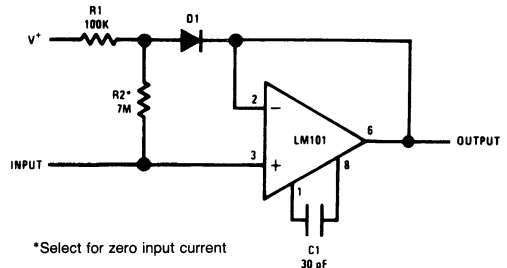 R1
100K
D1
V+
R2*
7M
2
LM101
6
OUTPUT
INPUT
3
8
1
*Select for zero input current
C1
30 pF